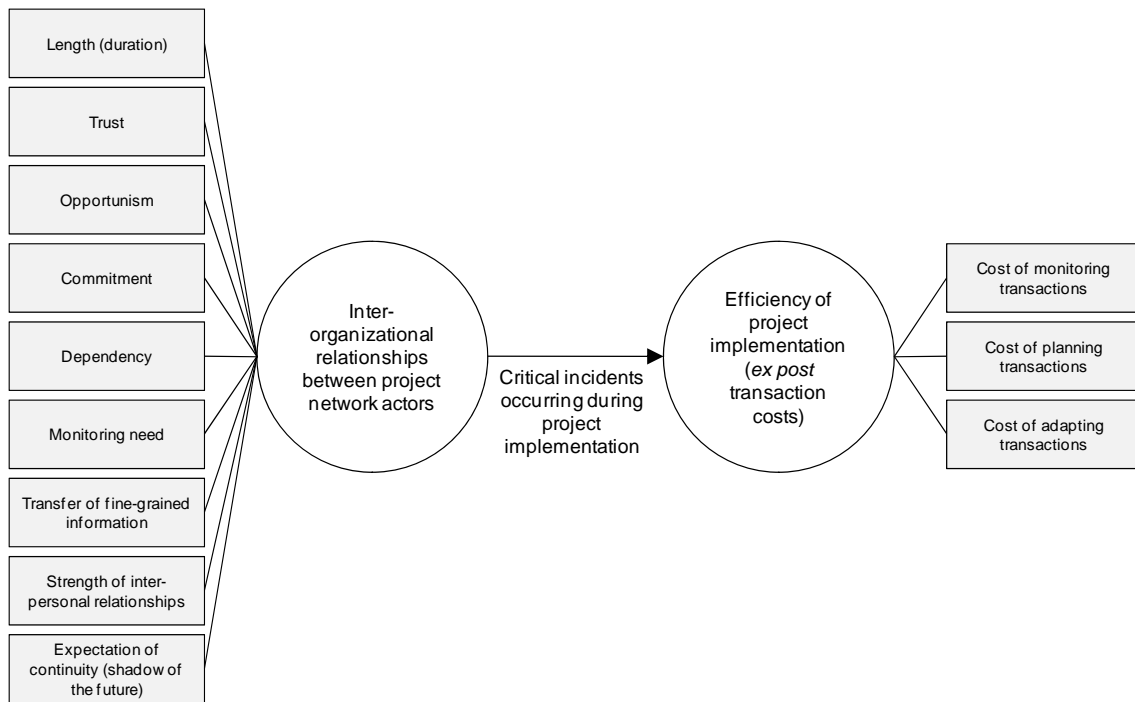 Length (duration)
Trust
Opportunism
Commitment
Dependency
Monitoring need
Transfer of fine-grained
information
Strength of inter-
personal relationships
Expectation of
continuity (shadow of
the future)
Inter-
organizational
relationships
between project
network actors
Critical incidents
occurring during
project
implementation
Efficiency of
project
implementation
(ex post
transaction
costs)
Cost of monitoring
transactions
Cost of planning
transactions
Cost of adapting
transactions